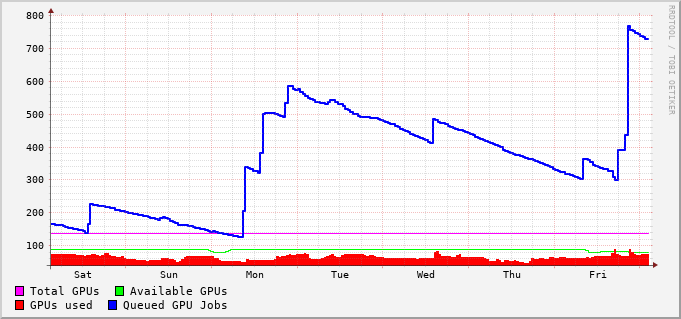 RRDTOOL / TOBI OETIKER
800
700
600
500
400
300
200
100
Sat Sun Mon Tue Wed Thu Fri
Total GPUs Available GPUs
GPUs used Queued GPU Jobs